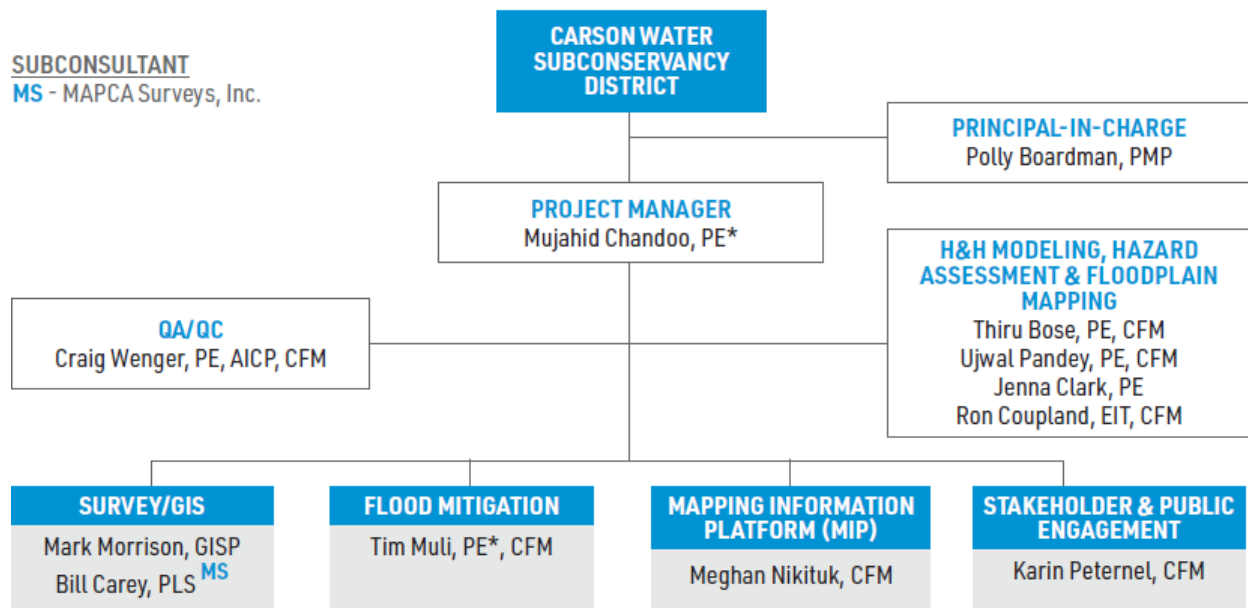 SUBCONSULTANT
MS - MAPCA Surveys, Inc.
CARSON WATER
SUBCONSERVANCY
DISTRICT
PRINCIPAL-IN-CHARGE
Polly Boardman, PMP
PROJECT MANAGER
Mujahid Chandoo, PE*
H&H MODELING, HAZARD
ASSESSMENT & FLOODPLAIN
MAPPING
Thiru Bose, PE, CFM
Ujwal Pandey, PE, CFM
Jenna Clark, PE
Ron Coupland, EIT, CFM
QA/QC
Craig Wenger, PE, AICP, CFM
SURVEY/GIS
Mark Morrison, GISP
Bill Carey, PLS MS
FLOOD MITIGATION
Tim Muli, PE*, CFM
MAPPING INFORMATION
PLATFORM (MIP)
Meghan Nikituk, CFM
STAKEHOLDER & PUBLIC
ENGAGEMENT
Karin Peternel, CFM